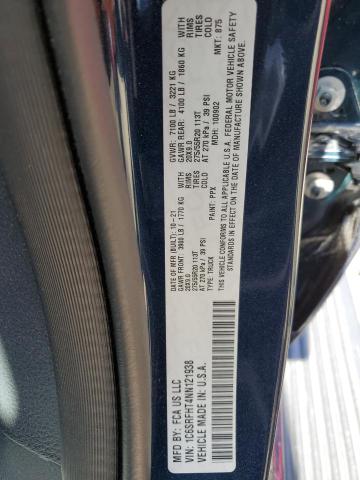 MFD BY: FCA US LLC
VIN: 1C6SRFHT4NN121938
VEHICLE MADE IN: U.S.A.
DATE OF MFR (BUILT): 10-21
GVWR: 7100 LB / 3221 KG
GAWR FRONT: 3900 LB / 1770 KG WITH
20X9.0 RIMS
275/55R20 113T TIRES
AT 270 kPa / 39 PSI COLD
GAWR REAR: 4100 LB / 1860 KG WITH
20X9.0 RIMS
275/55R20 113T TIRES
AT 270 kPa / 39 PSI COLD
TYPE: TRUCK
PAINT: PPX
MDH: 100902
MKT: 875
THIS VEHICLE CONFORMS TO ALL APPLICABLE U.S.A. FEDERAL MOTOR VEHICLE SAFETY
STANDARDS IN EFFECT ON THE DATE OF MANUFACTURE SHOWN ABOVE.